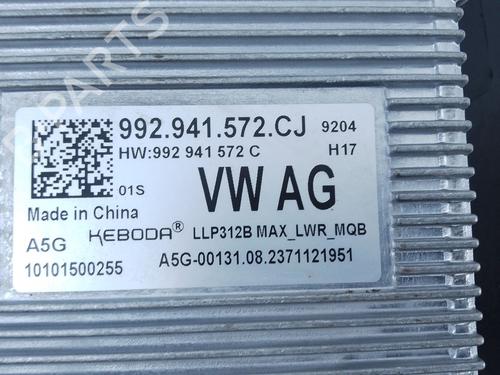 992.941.572.CJ 9204
HW:992 941 572 C H17
01S VW AG
Made in China
A5G KEBODA® LLP312B MAX_LWR_MQB
10101500255 A5G-00131.08.2371121951
PARTS